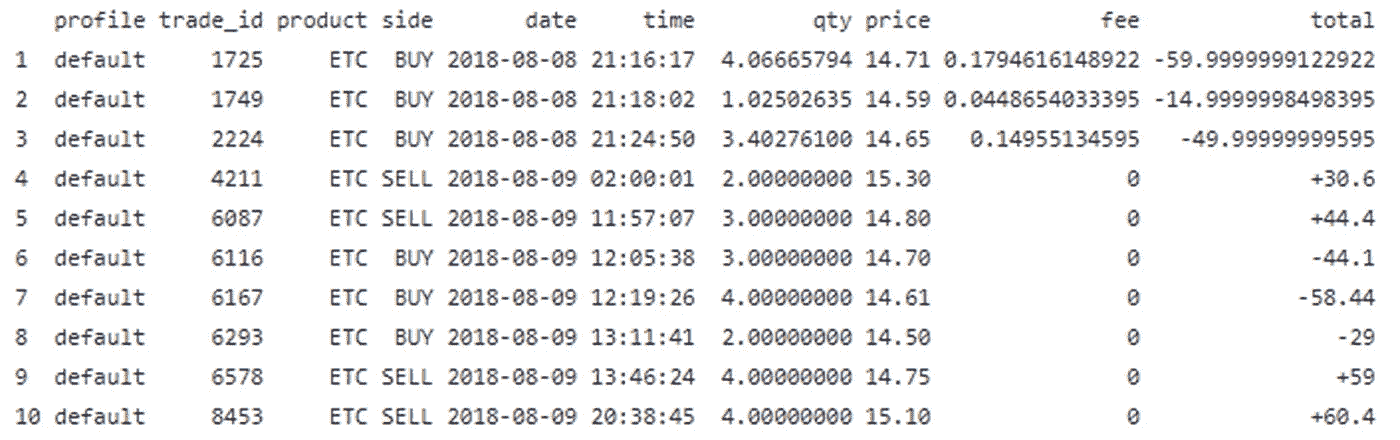 profile trade_id product side date time qty price fee total
1 default 1725 ETC BUY 2018-08-08 21:16:17 4.06665794 14.71 0.1794616148922 -59.9999999122922
2 default 1749 ETC BUY 2018-08-08 21:18:02 1.02502635 14.59 0.0448654033395 -14.9999998498395
3 default 2224 ETC BUY 2018-08-08 21:24:50 3.40276100 14.65 0.14955134595 -49.99999999595
4 default 4211 ETC SELL 2018-08-09 02:00:01 2.00000000 15.30 0 +30.6
5 default 6087 ETC SELL 2018-08-09 11:57:07 3.00000000 14.80 0 +44.4
6 default 6116 ETC BUY 2018-08-09 12:05:38 3.00000000 14.70 0 -44.1
7 default 6167 ETC BUY 2018-08-09 12:19:26 4.00000000 14.61 0 -58.44
8 default 6293 ETC BUY 2018-08-09 13:11:41 2.00000000 14.50 0 -29
9 default 6578 ETC SELL 2018-08-09 13:46:24 4.00000000 14.75 0 +59
10 default 8453 ETC SELL 2018-08-09 20:38:45 4.00000000 15.10 0 +60.4